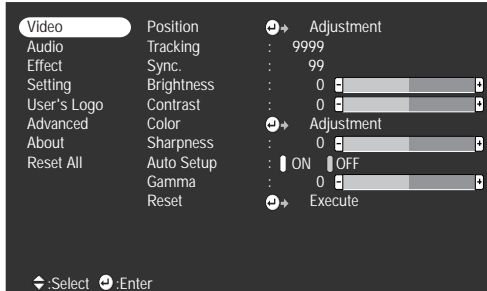 Video Position Adjustment
Audio Tracking : 9999
Effect Sync. : 99
Setting Brightness : 0 - +
User's Logo Contrast : 0 - +
Advanced Color Adjustment
About Sharpness : 0 - +
Reset All Auto Setup : ON OFF
Gamma : 0 - +
Reset Execute
:Select :Enter